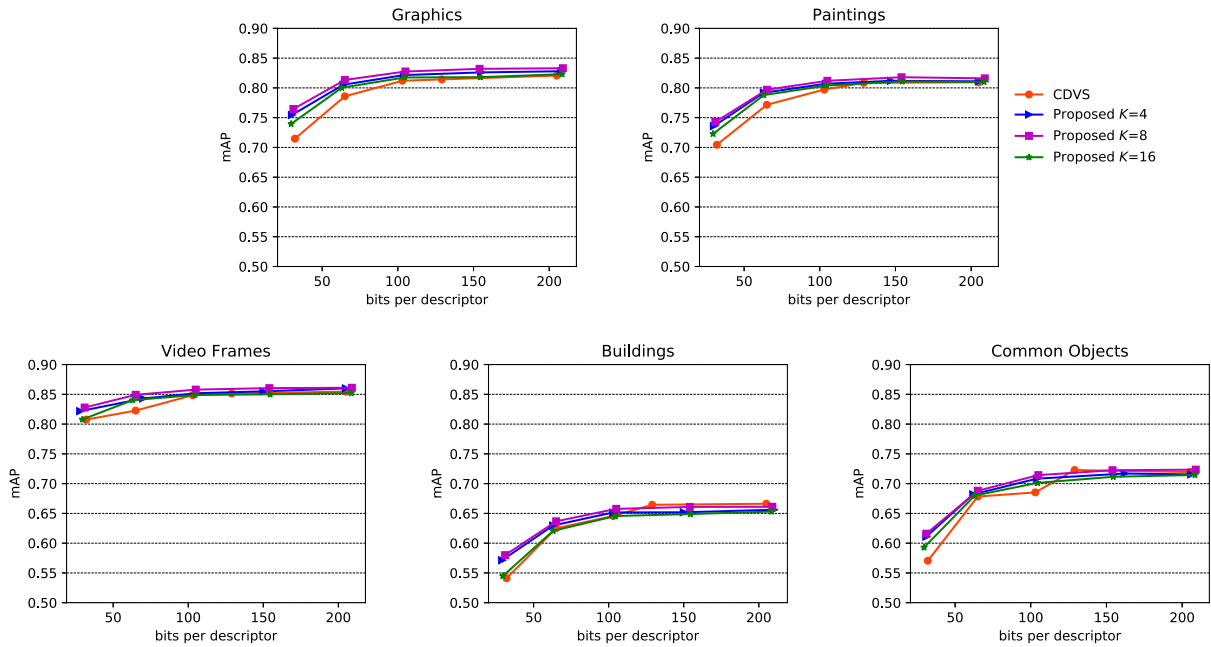 Graphics
0.90
0.85
0.80
0.75
0.70
0.65
0.60
0.55
0.50
mAP
50 100 150 200
bits per descriptor
Paintings
0.90
0.85
0.80
0.75
0.70
0.65
0.60
0.55
0.50
mAP
50 100 150 200
bits per descriptor
CDVS
Proposed K=4
Proposed K=8
Proposed K=16
Video Frames
0.90
0.85
0.80
0.75
0.70
0.65
0.60
0.55
0.50
mAP
50 100 150 200
bits per descriptor
Buildings
0.90
0.85
0.80
0.75
0.70
0.65
0.60
0.55
0.50
mAP
50 100 150 200
bits per descriptor
Common Objects
0.90
0.85
0.80
0.75
0.70
0.65
0.60
0.55
0.50
mAP
50 100 150 200
bits per descriptor